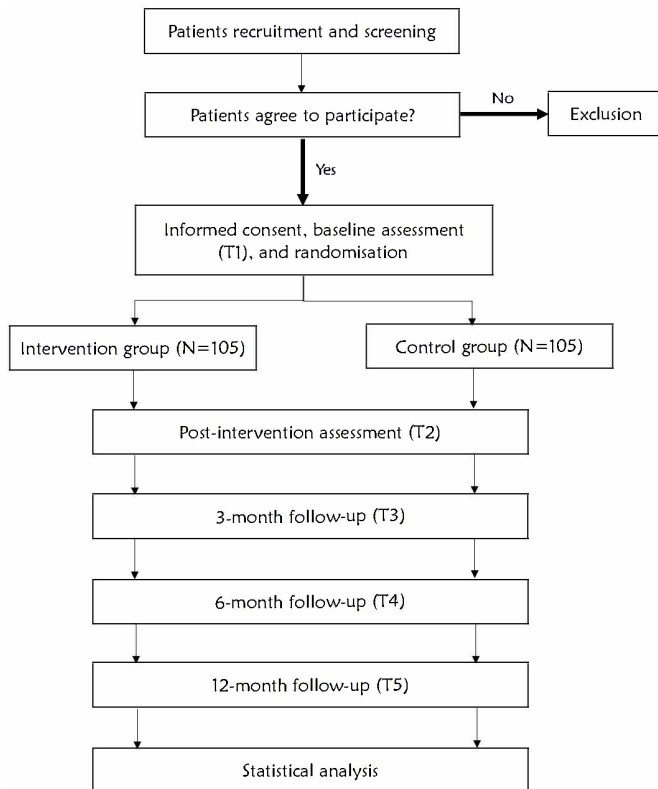 Patients recruitment and screening
Patients agree to participate?
No
Exclusion
Yes
Informed consent, baseline assessment
(T1), and randomisation
Intervention group (N=105)
Control group (N=105)
Post-intervention assessment (T2)
3-month follow-up (T3)
6-month follow-up (T4)
12-month follow-up (T5)
Statistical analysis